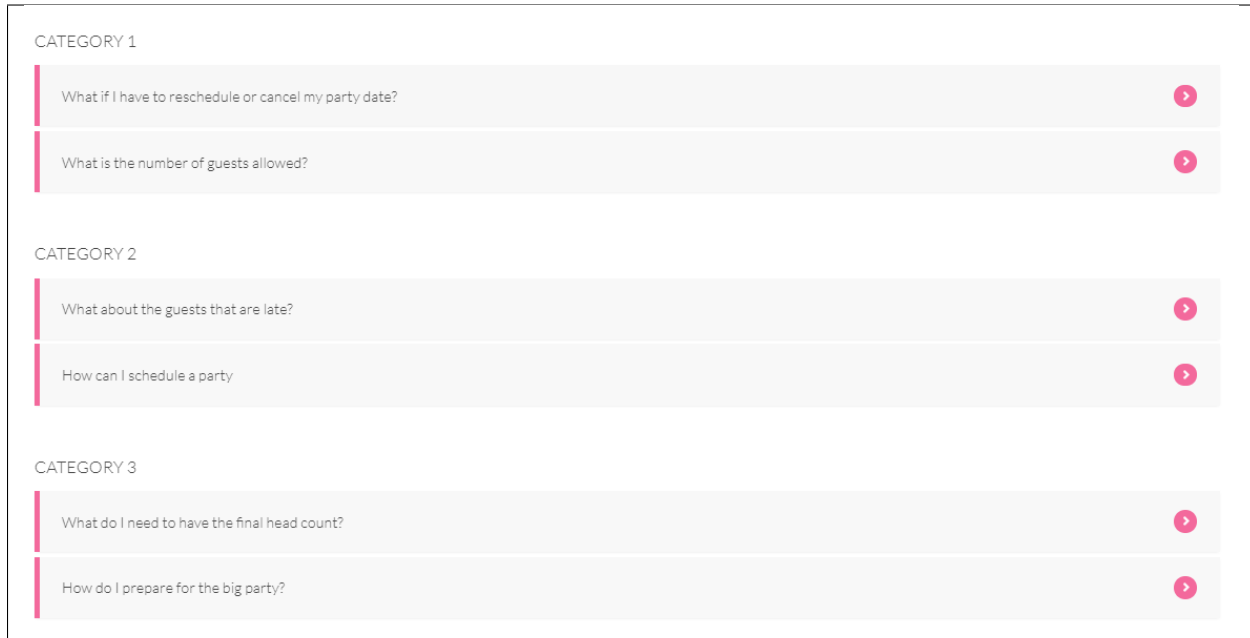 CATEGORY 1
What if I have to reschedule or cancel my party date?
What is the number of guests allowed?
CATEGORY 2
What about the guests that are late?
How can I schedule a party
CATEGORY 3
What do I need to have the final head count?
How do I prepare for the big party?